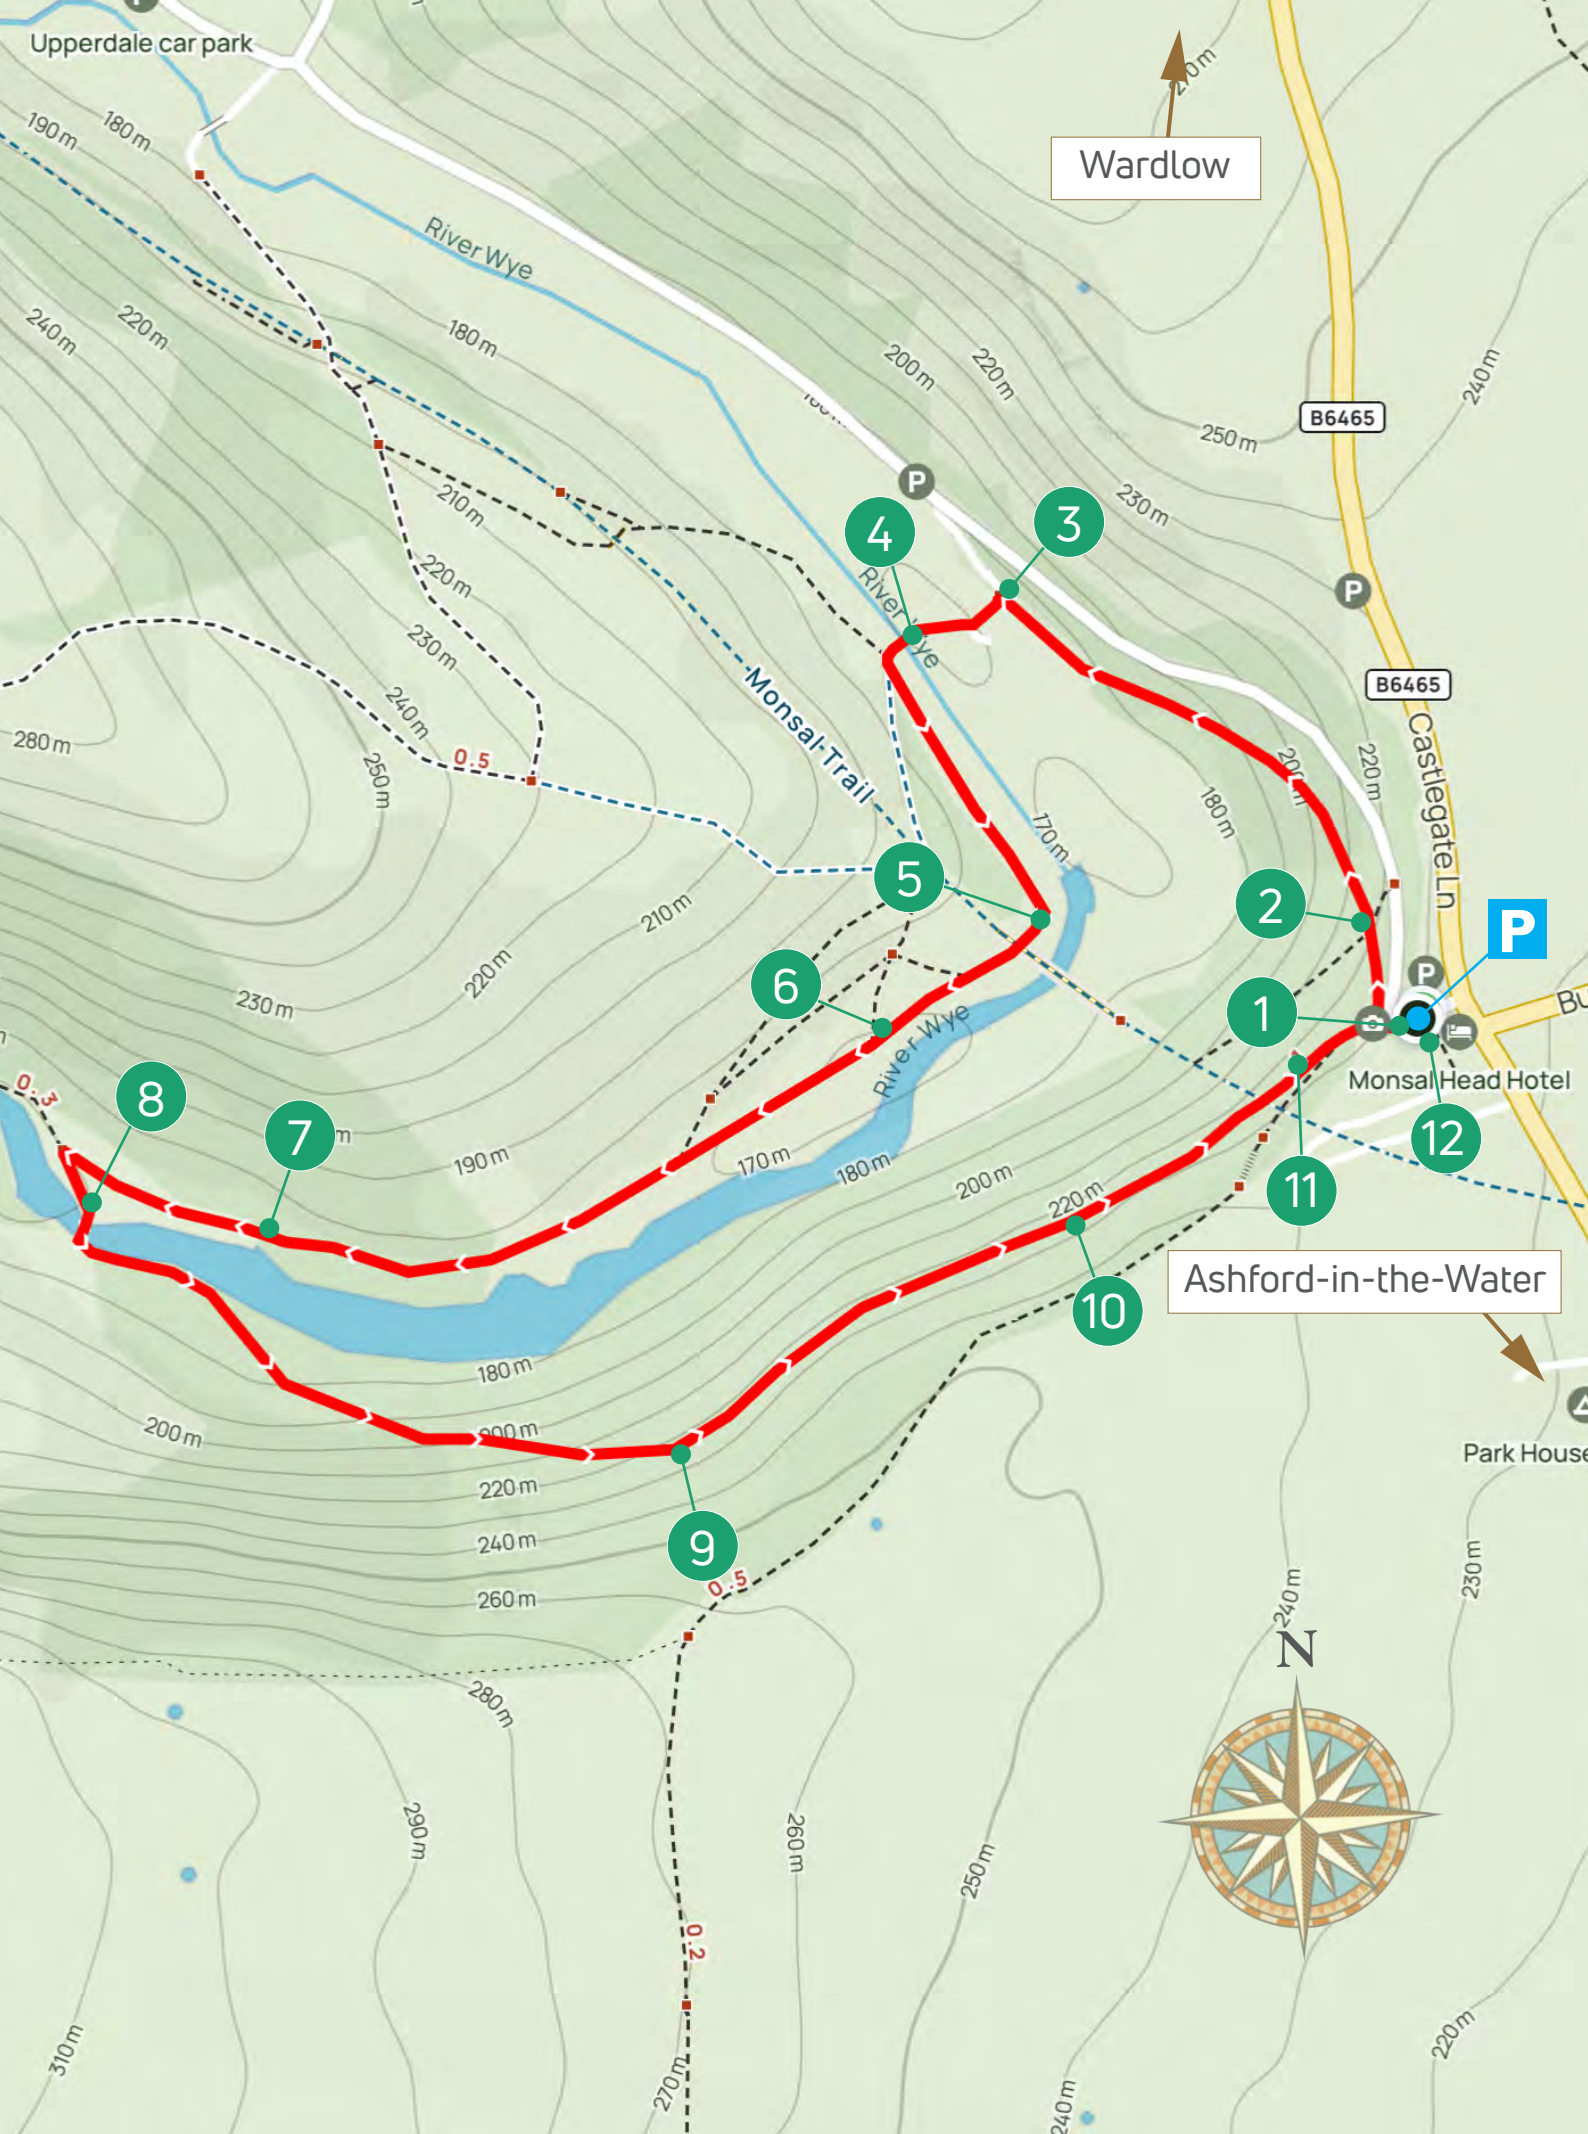 P
Upperdale car park
270m
Wardlow
190m
180m
River Wye
240m
220m
180m
200m
220m
240m
B6465
250m
P
230m
210m
4
3
River Wye
P
220m
230m
Monsal Trail
B6465
240m
Castlegate Ln
280m
0.5
250m
200m
220m
180m
170m
5
2
P
210m
220m
6
P
230m
1
River Wye
Bu
Monsal Head Hotel
0.3
8
7
m
12
190m
170m
180m
200m
11
220m
Ashford-in-the-Water
10
180m
200m
200m
Park House
220m
9
240m
0.5
260m
240m
230m
N
280m
290m
260m
250m
0.2
310m
270m
240m
220m